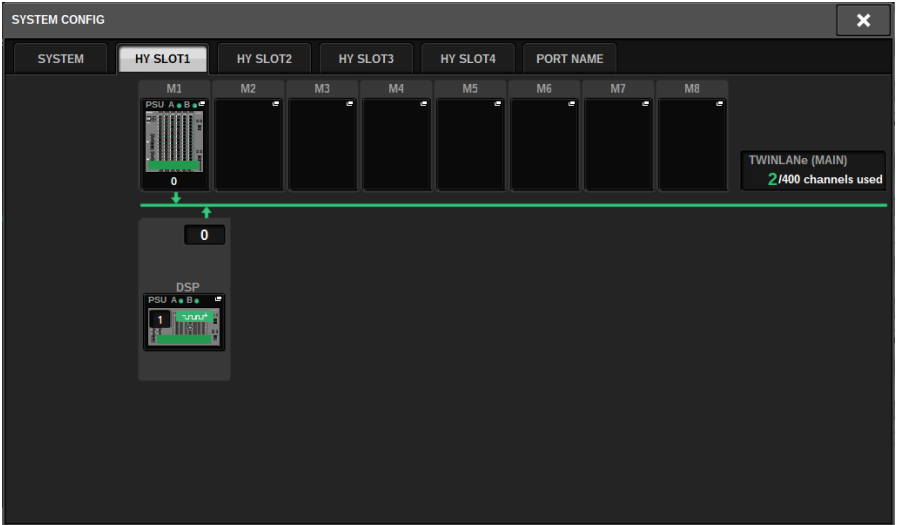 SYSTEM CONFIG
SYSTEM HY SLOT1 HY SLOT2 HY SLOT3 HY SLOT4 PORT NAME
M1 M2 M3 M4 M5 M6 M7 M8
PSU A B
0
TWINLANe (MAIN)
2/400 channels used
0
DSP
PSU A B
1